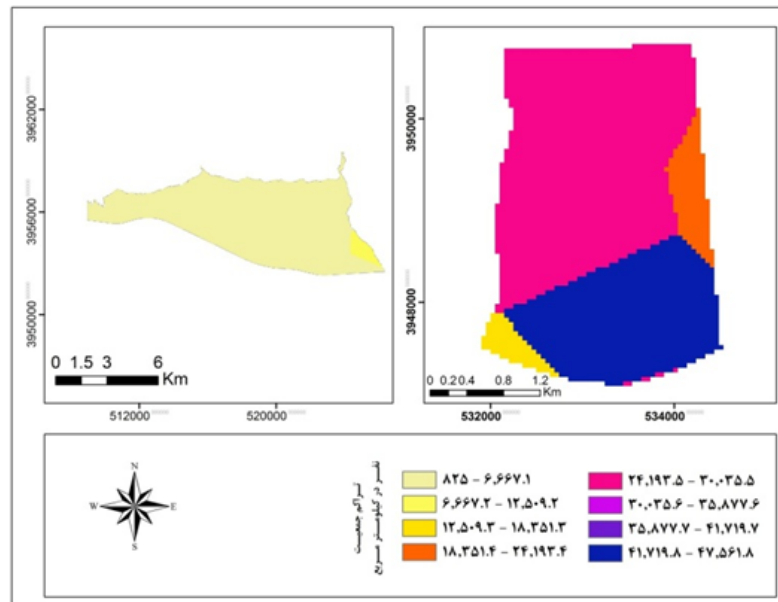 3962000
3956000
3950000
0 1.5 3 6
Km
512000 520000
3950000
3948000
0 0.2 0.4 0.8 1.2
Km
532000 534000
N
W E
S
تراکم جمعیت
نفر در کیلومتر مربع
۸۲۵ - ۶,۶۶۷.۱
۶,۶۶۷.۲ - ۱۲,۵۰۹.۲
۱۲,۵۰۹.۳ - ۱۸,۳۵۱.۳
۱۸,۳۵۱.۴ - ۲۴,۱۹۳.۴
۲۴,۱۹۳.۵ - ۳۰,۰۳۵.۵
۳۰,۰۳۵.۶ - ۳۵,۸۷۷.۶
۳۵,۸۷۷.۷ - ۴۱,۷۱۹.۷
۴۱,۷۱۹.۸ - ۴۷,۵۶۱.۸